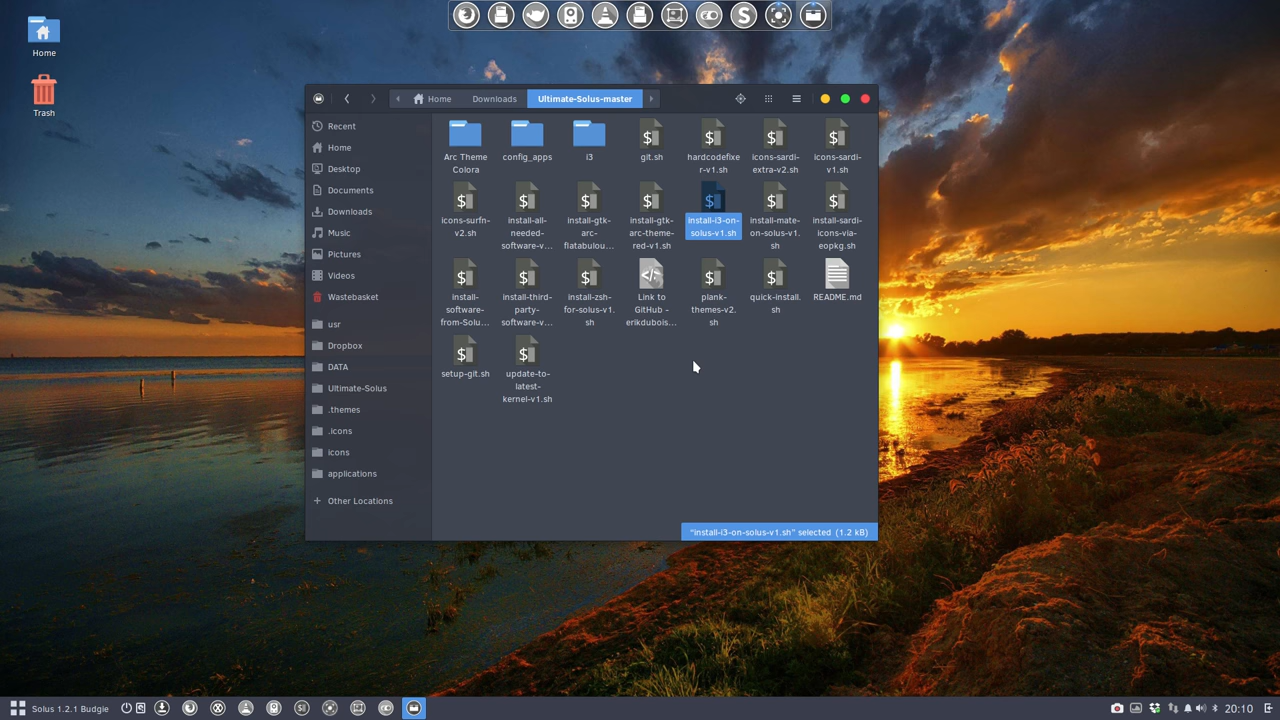 Home
Trash
Home
Downloads
Ultimate-Solus-master
Recent
Home
Desktop
Documents
Downloads
Music
Pictures
Videos
Wastebasket
usr
Dropbox
DATA
Ultimate-Solus
.themes
.icons
icons
applications
Other Locations
Arc Theme
Colora
config_apps
i3
git.sh
hardcodefixe
r-v1.sh
icons-sardi-
extra-v2.sh
icons-sardi-
v1.sh
icons-surfn-
v2.sh
install-all-
needed-
software-v...
install-gtk-
arc-
flatabulou...
install-gtk-
arc-theme-
red-v1.sh
install-i3-on-
solus-v1.sh
install-mate-
on-solus-v1.
sh
install-sardi-
icons-via-
eopkg.sh
install-
software-
from-Solu...
install-third-
party-
software-v...
install-zsh-
for-solus-v1.
sh
Link to
GitHub -
erikdubois...
plank-
themes-v2.
sh
quick-install.
sh
README.md
setup-git.sh
update-to-
latest-
kernel-v1.sh
"install-i3-on-solus-v1.sh" selected (1.2 kB)
Solus 1.2.1 Budgie
20:10